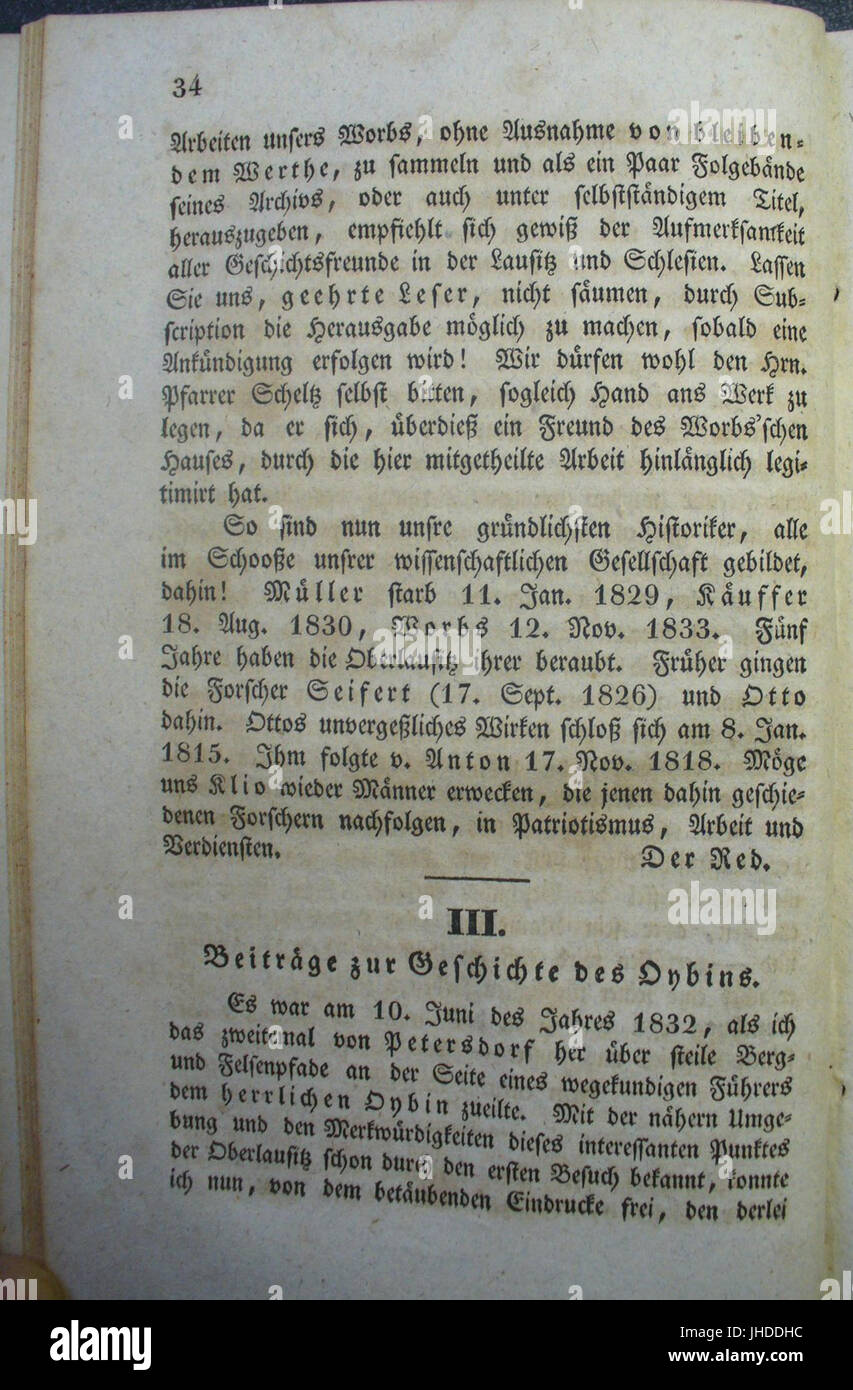 34
Arbeiten unsers Worbs, ohne Ausnahme von bleiben-
dem Werthe, zu sammeln und als ein Paar Folgebände
seines Archivs, oder auch unter selbstständigem Titel,
herauszugeben, empfiehlt sich gewiß der Aufmerksamkeit
aller Geschichtsfreunde in der Lausitz und Schlesien. Lassen
Sie uns, geehrte Leser, nicht säumen, durch Sub-
scription die Herausgabe möglich zu machen, sobald eine
Ankündigung erfolgen wird! Wir dürfen wohl den Hrn.
Pfarrer Scheltz selbst bitten, sogleich Hand ans Werk zu
legen, da er sich, überdieß ein Freund des Worbs'schen
Hauses, durch die hier mitgetheilte Arbeit hinlänglich legi-
timirt hat.
So sind nun unsre gründlichsten Historiker, alle
im Schooße unsrer wissenschaftlichen Gesellschaft gebildet,
dahin! Müller starb 11. Jan. 1829, Käuffer
18. Aug. 1830, Worbs 12. Nov. 1833. Fünf
Jahre haben die Oberlausitz ihrer beraubt. Früher gingen
die Forscher Seifert (17. Sept. 1826) und Otto
dahin. Ottos unvergeßliches Wirken schloß sich am 8. Jan.
1815. Ihm folgte v. Anton 17. Nov. 1818. Möge
uns Klio wieder Männer erwecken, die jenen dahin geschie-
denen Forschern nachfolgen, in Patriotismus, Arbeit und
Verdiensten. Der Red.
III.
Beiträge zur Geschichte des Oybins.
Es war am 10. Juni des Jahres 1832, als ich
das zweitemal von Petersdorf her über steile Berg-
und Felsenpfade an der Seite eines wegekundigen Führers
dem herrlichen Oybin zueilte. Mit der nähern Umge-
bung und den Merkwürdigkeiten dieses interessanten Punktes
der Oberlausitz schon durch den ersten Besuch bekannt, konnte
ich nun, von dem betäubenden Eindrucke frei, den derlei
alamy
alamy
alamy
alamy stock photo
JHDDHC
www.alamy.com